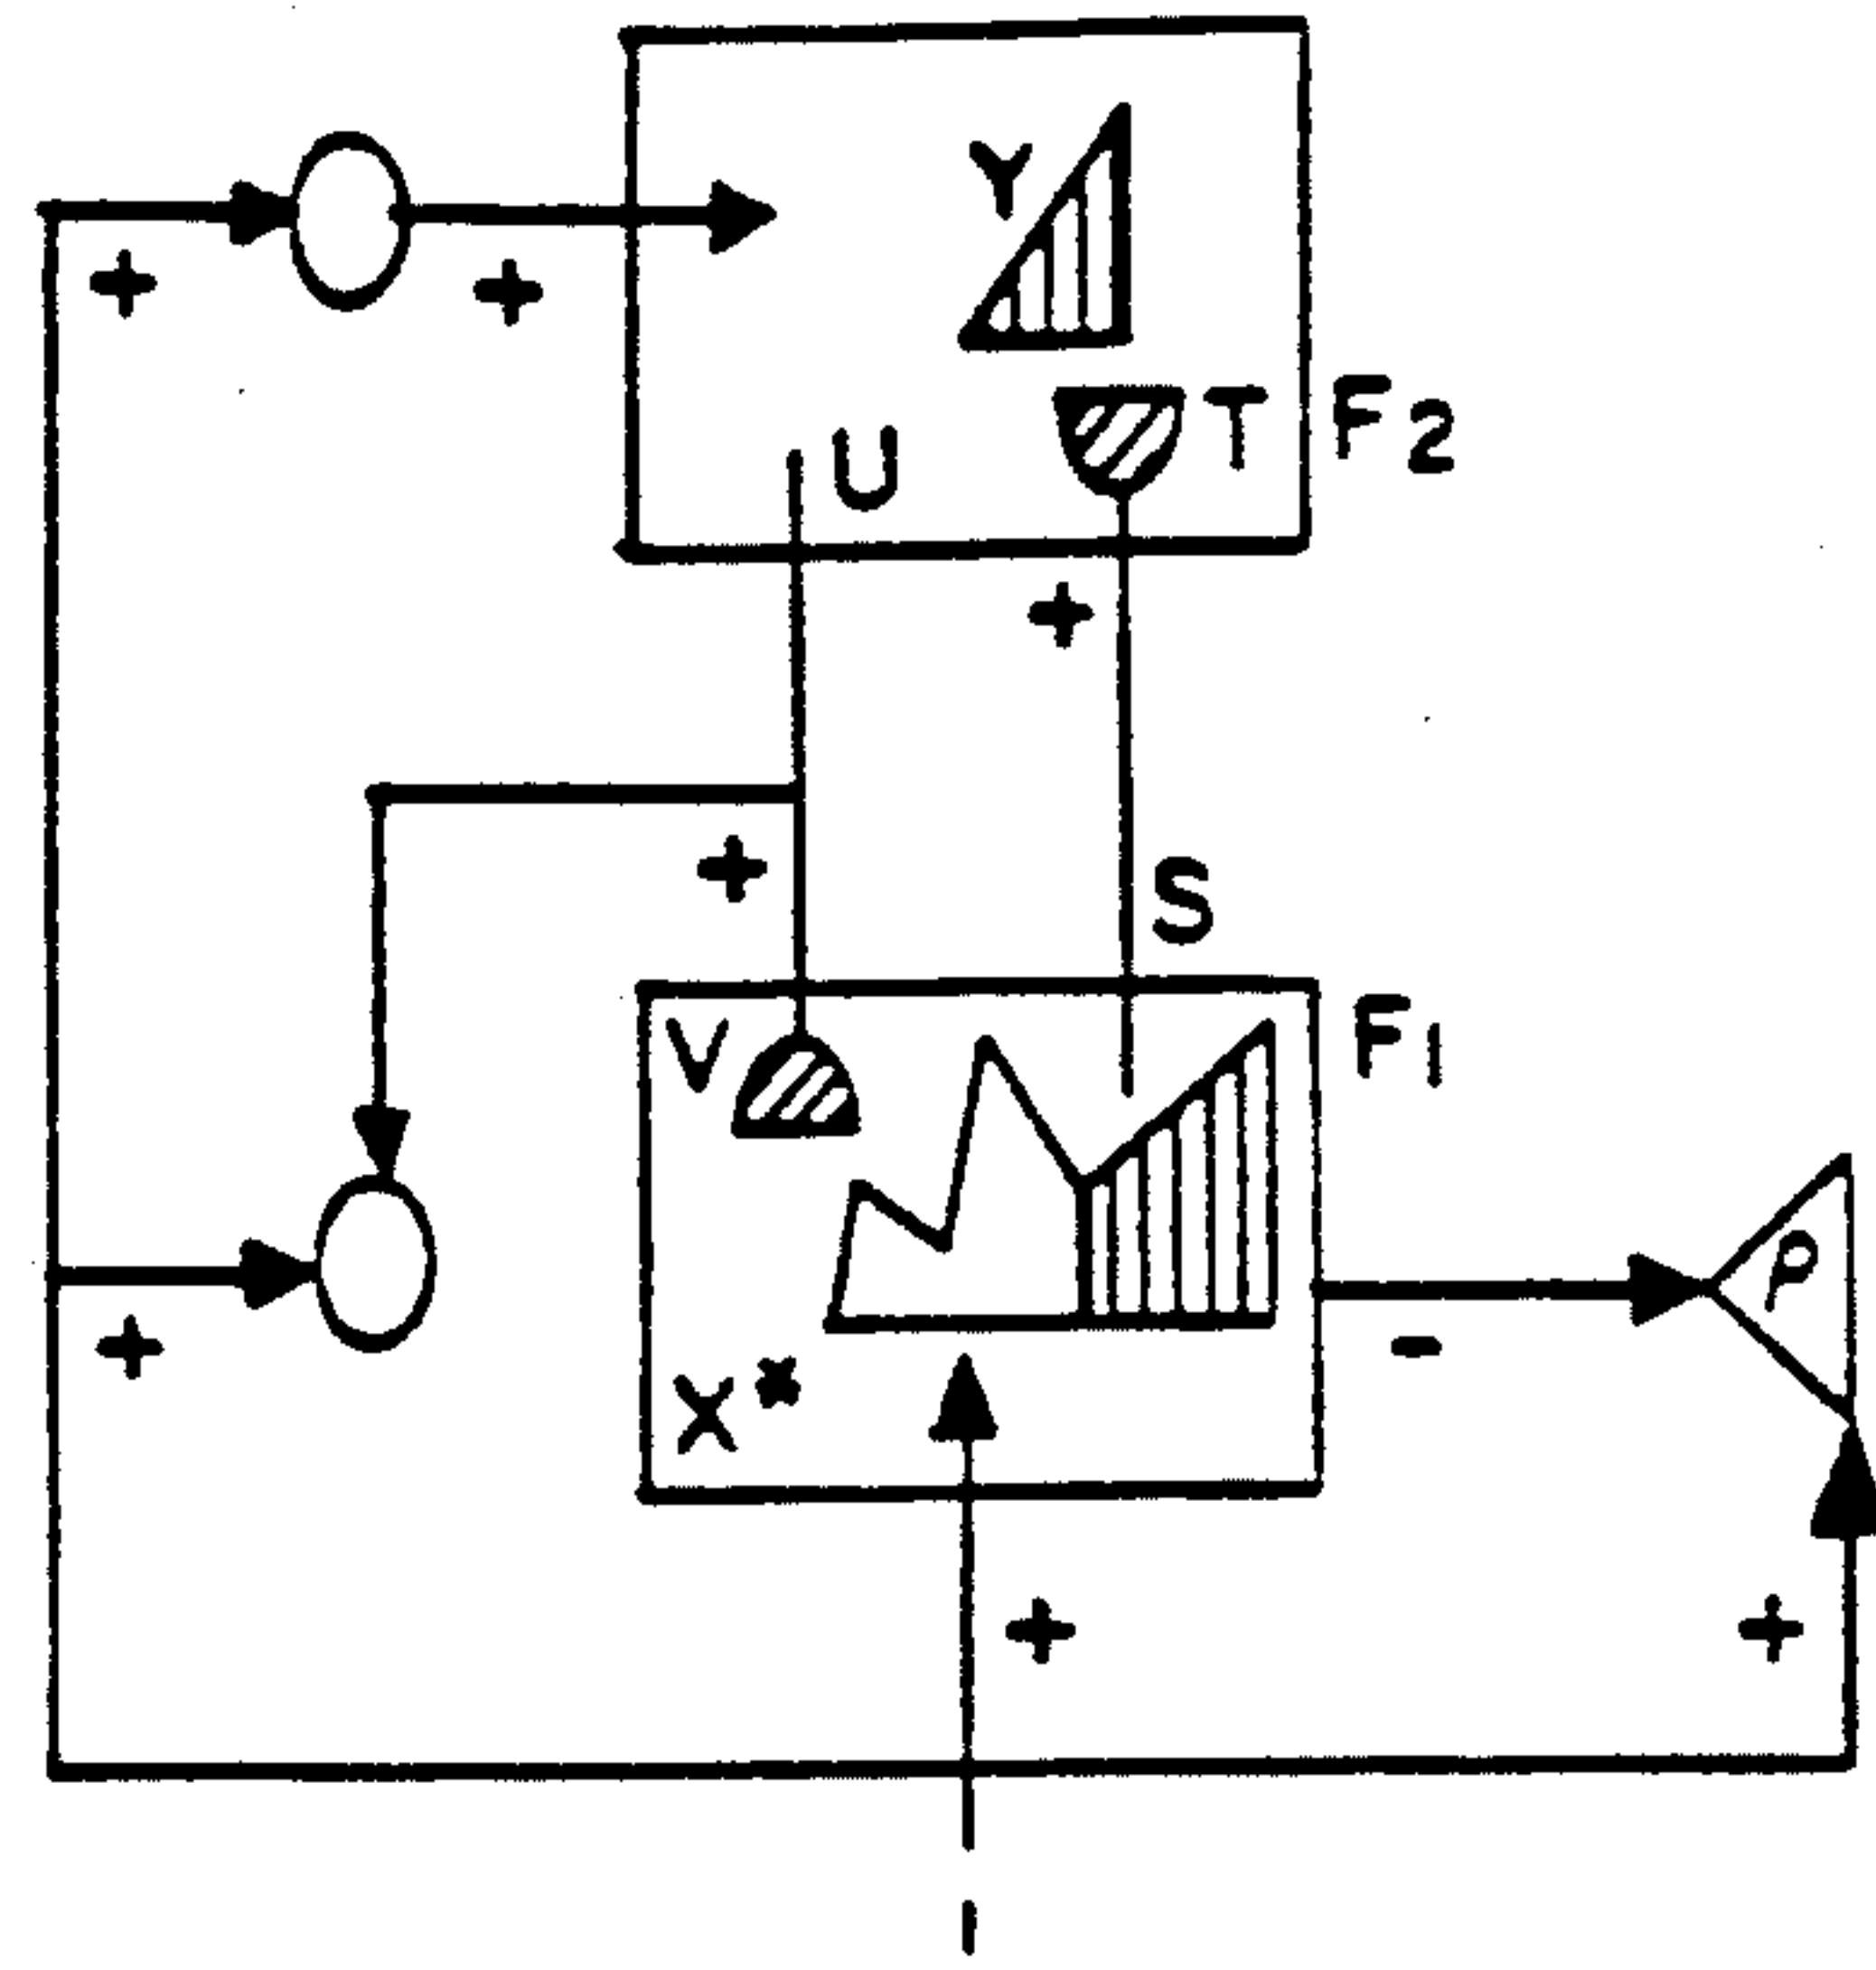 Y
+
+
T
F2
U
+
+
S
V
F1
ρ
+
-
X*
+
+
I